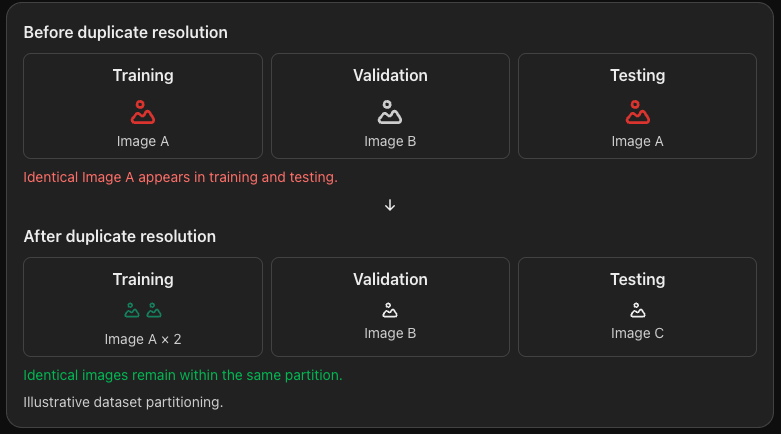 Before duplicate resolution
Training
Validation
Testing
Image A
Image B
Image A
Identical Image A appears in training and testing.
After duplicate resolution
Training
Validation
Testing
Image A × 2
Image B
Image C
Identical images remain within the same partition.
Illustrative dataset partitioning.